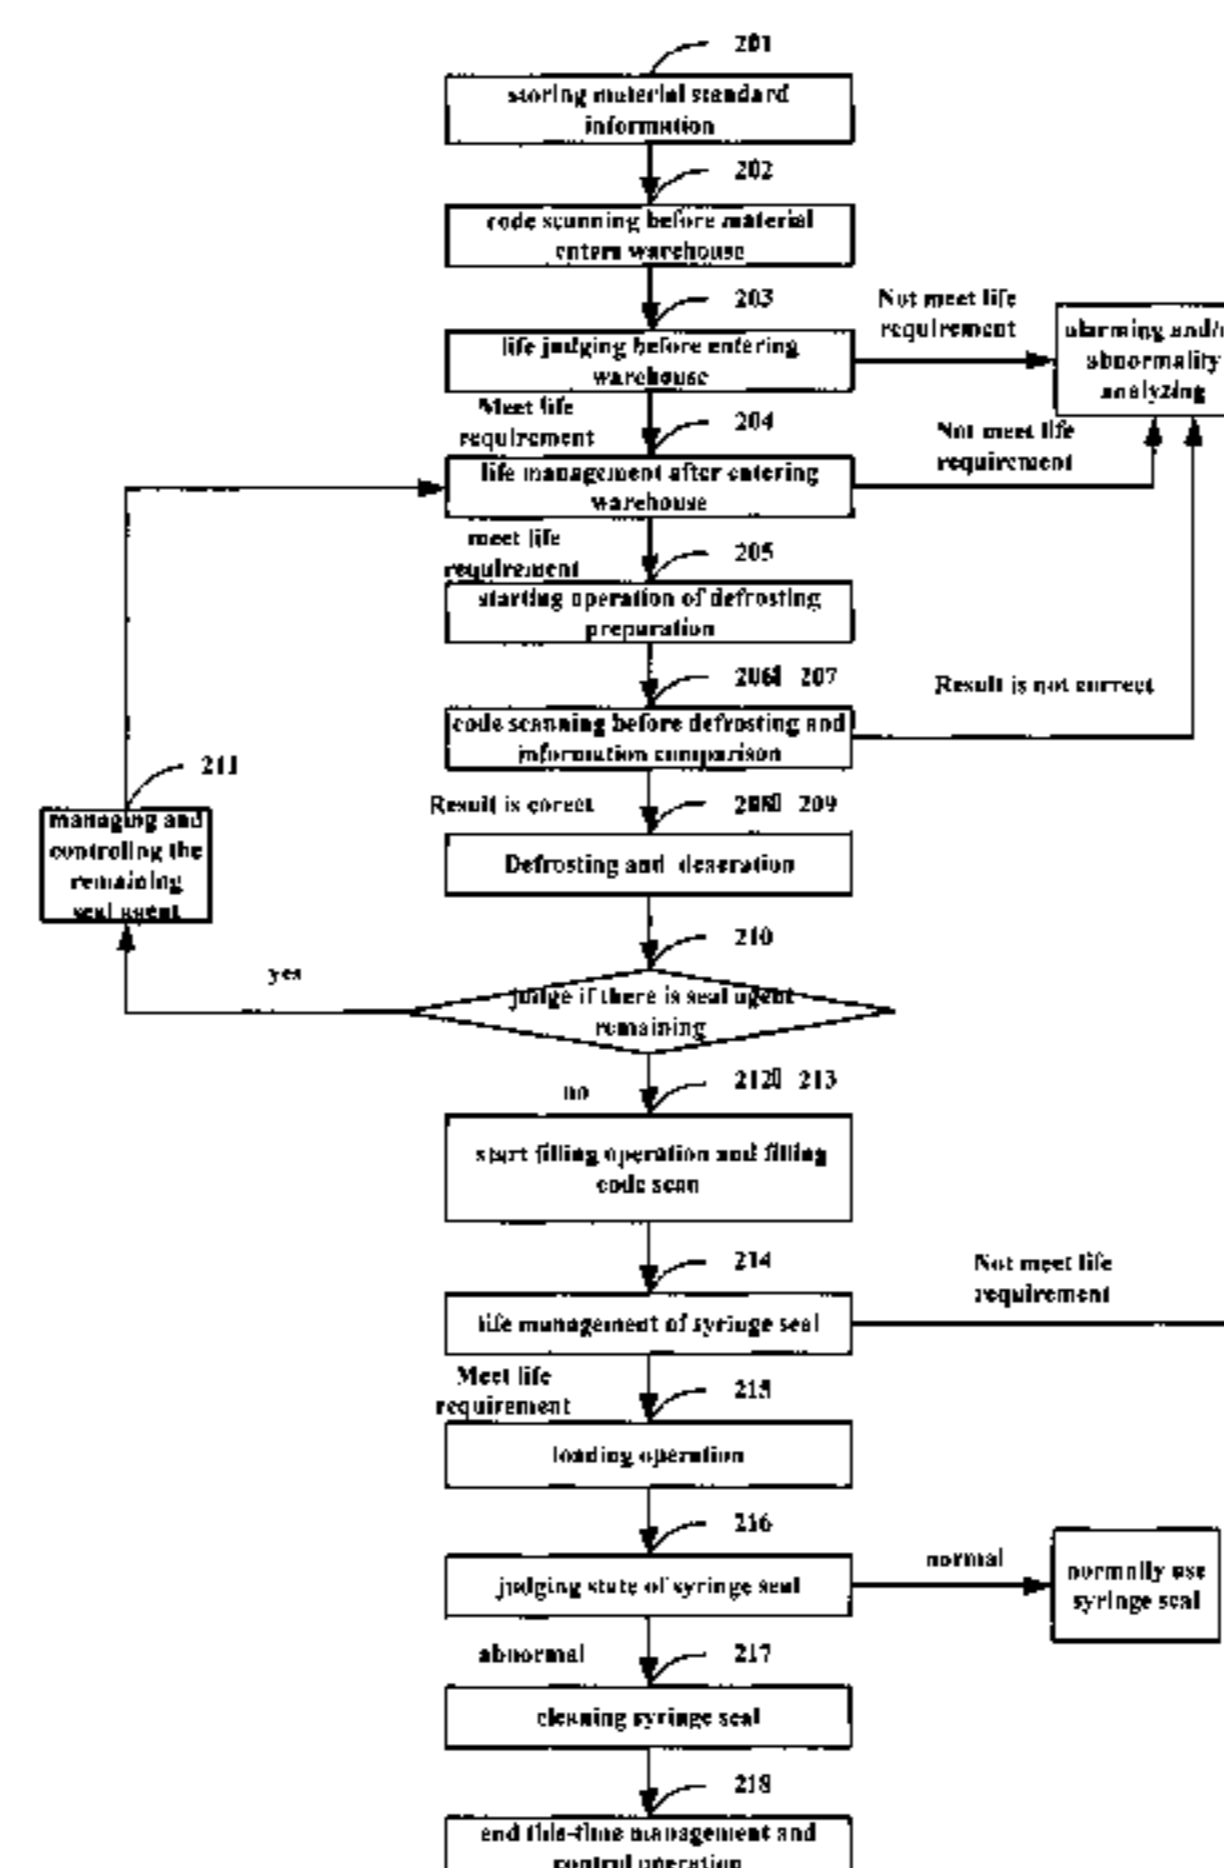 201
storing material standard
information
202
code scanning before material
enters warehouse
203
life judging before entering
warehouse
Not meet life
requirement
alarming and/
abnormality
analyzing
Meet life
requirement
204
life management after entering
warehouse
Not meet life
requirement
meet life
requirement
205
starting operation of defrosting
preparation
206 207
code scanning before defrosting and
information comparison
Result is not correct
211
managing and
controling the
remaining
seal agent
Result is correct
208 209
Defrosting and deaeration
210
yes
judge if there is seal agent
remaining
no
212 213
start filling operation and filling
code scan
214
life management of syringe seal
Not meet life
requirement
Meet life
requirement
215
loading operation
216
judging state of syringe seal
normal
normally use
syringe seal
abnormal
217
cleaning syringe seal
218
end this-time management and
control operation